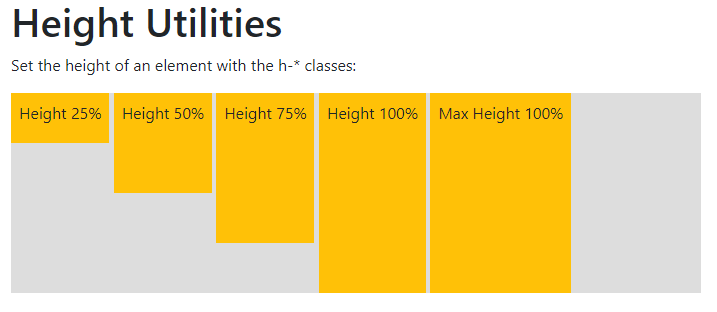 Height Utilities
Set the height of an element with the h-* classes:
Height 25% Height 50% Height 75% Height 100% Max Height 100%